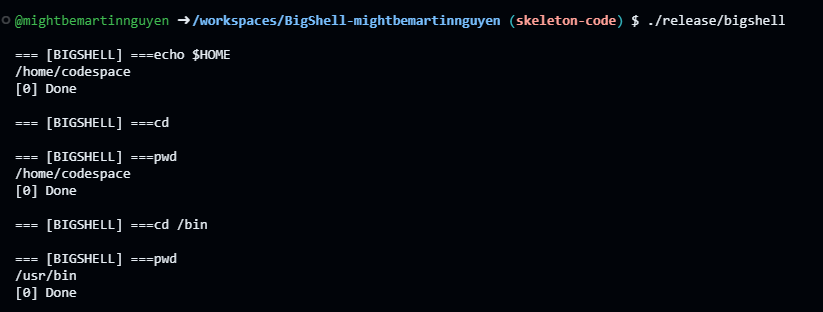 @mightbemartinnguyen ➜/workspaces/BigShell-mightbemartinnguyen (skeleton-code) $ ./release/bigshell
=== [BIGSHELL] ===echo $HOME
/home/codespace
[0] Done
=== [BIGSHELL] ===cd
=== [BIGSHELL] ===pwd
/home/codespace
[0] Done
=== [BIGSHELL] ===cd /bin
=== [BIGSHELL] ===pwd
/usr/bin
[0] Done